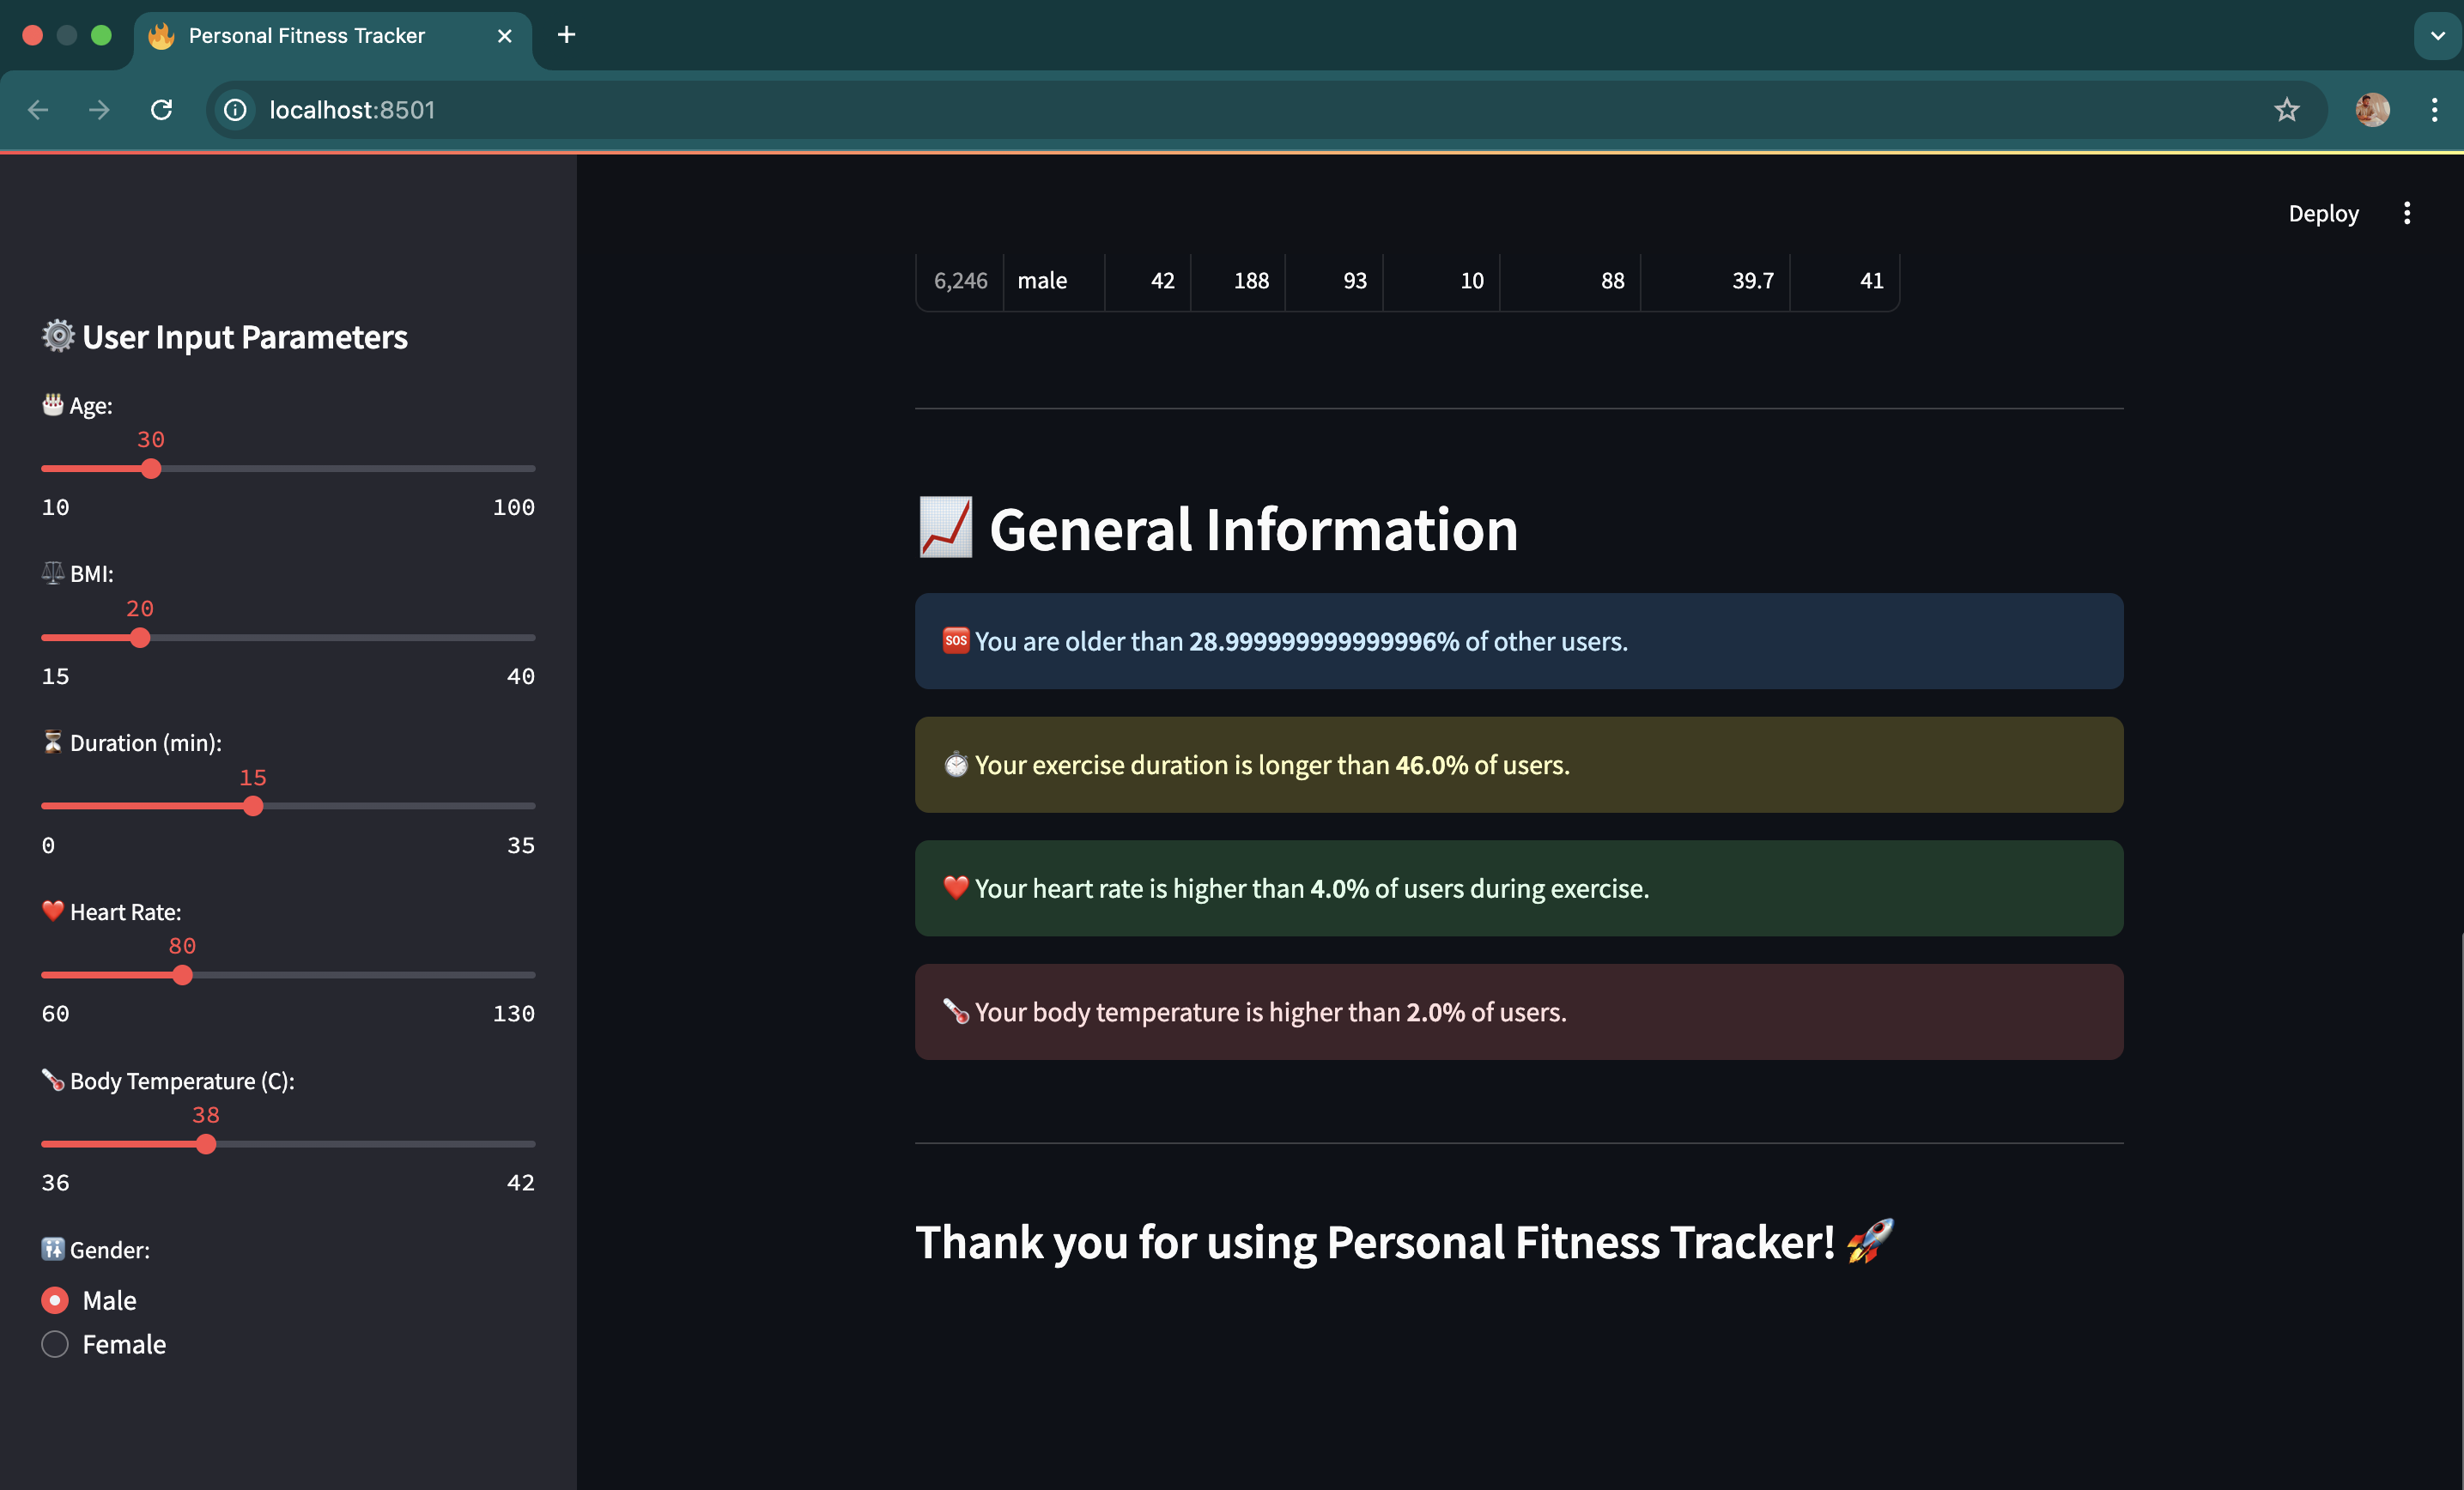 Personal Fitness Tracker
localhost:8501
Deploy
6,246 male 42 188 93 10 88 39.7 41
User Input Parameters
Age:
30
10 100
BMI:
20
15 40
Duration (min):
15
0 35
Heart Rate:
80
60 130
Body Temperature (C):
38
36 42
Gender:
Male
Female
General Information
SOS You are older than 28.999999999999996% of other users.
Your exercise duration is longer than 46.0% of users.
Your heart rate is higher than 4.0% of users during exercise.
Your body temperature is higher than 2.0% of users.
Thank you for using Personal Fitness Tracker!